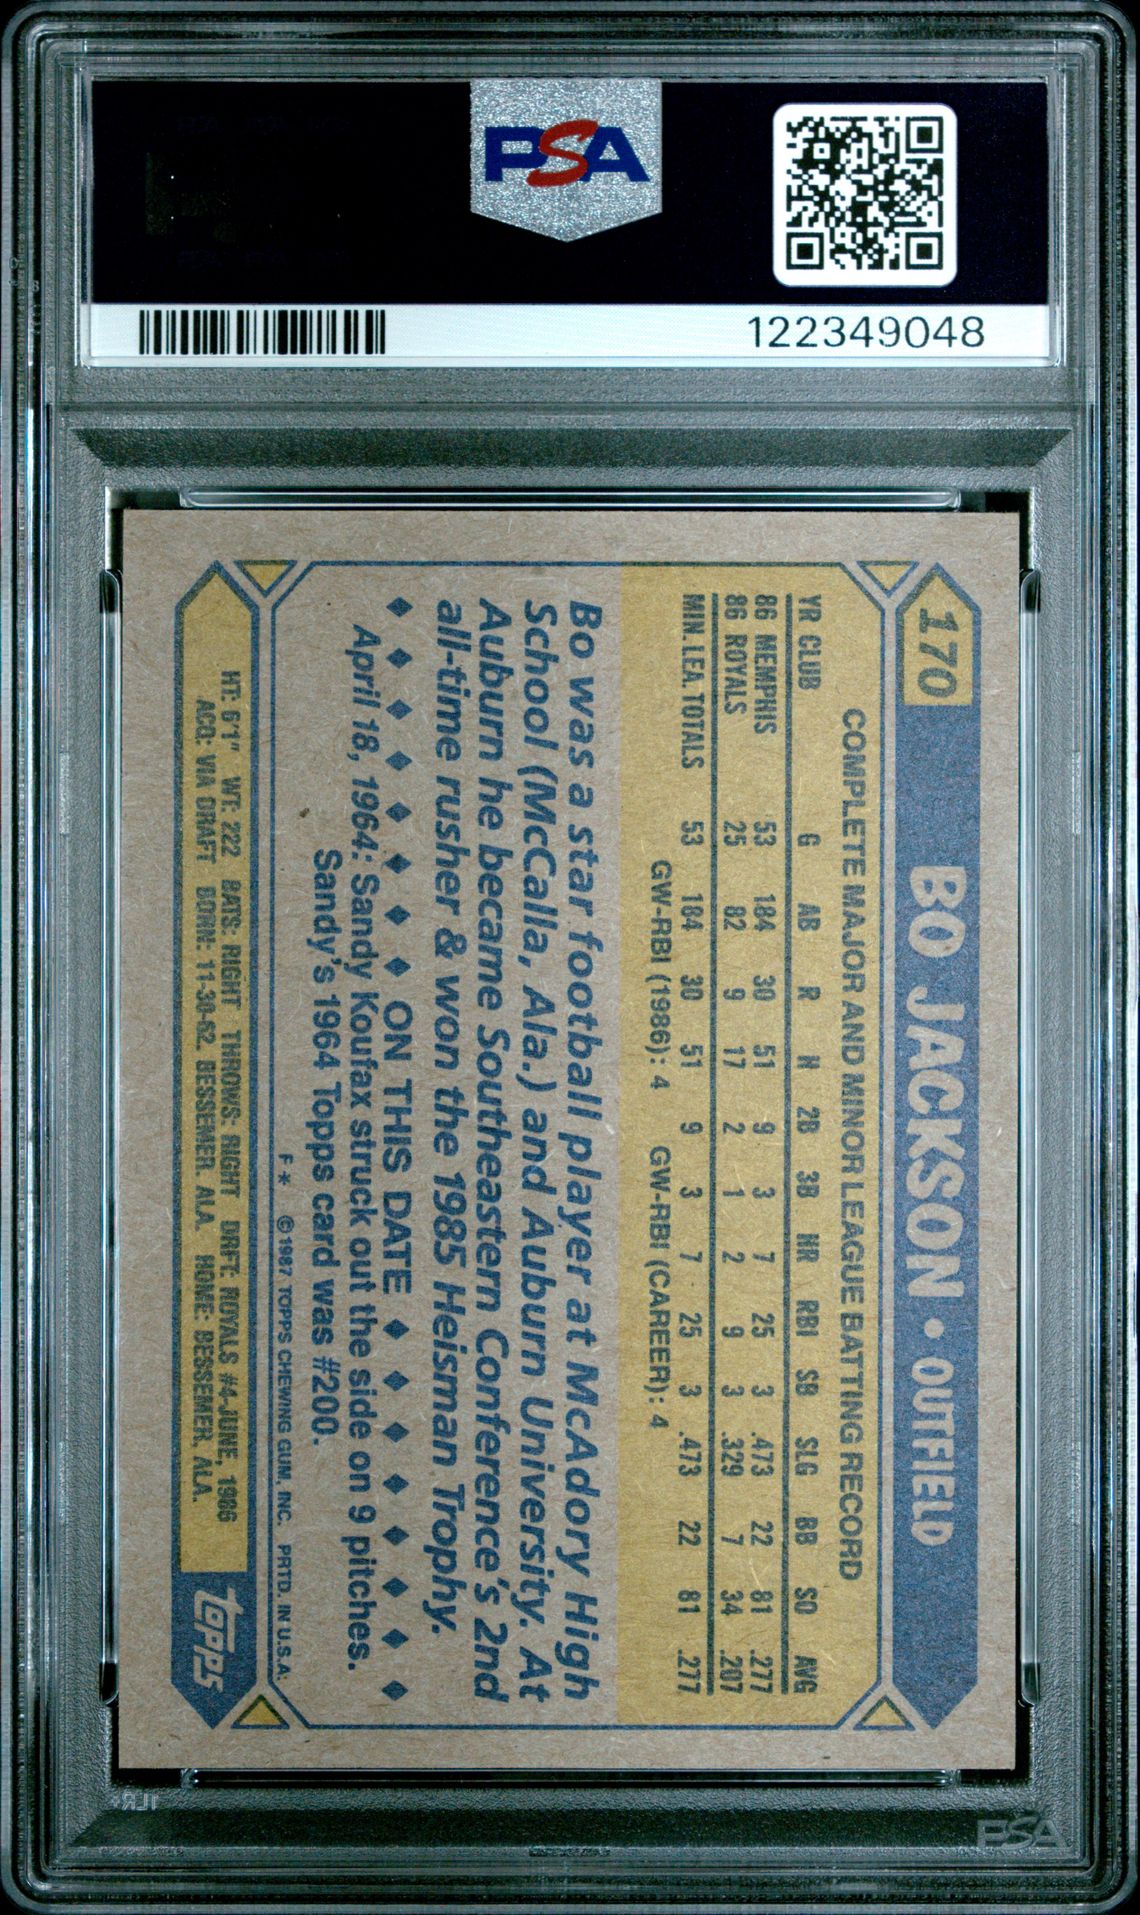 PSA
122349048
170 BO JACKSON • OUTFIELD
COMPLETE MAJOR AND MINOR LEAGUE BATTING RECORD
YR CLUB G AB R H 2B 3B HR RBI SB SLG BB SO AVG
86 MEMPHIS 53 184 30 51 9 3 7 25 3 .473 22 81 .277
86 ROYALS 25 82 9 17 2 1 2 9 3 .329 7 34 .207
MIN. LEA. TOTALS 53 184 30 51 9 3 7 25 3 .473 22 81 .277
GW-RBI (1986): 4 GW-RBI (CAREER): 4
Bo was a star football player at McAdory High
School (McCalla, Ala.) and Auburn University. At
Auburn he became Southeastern Conference's 2nd
all-time rusher & won the 1985 Heisman Trophy.
◆ ◆ ◆ ◆ ◆ ◆ ◆ ◆ ON THIS DATE ◆ ◆ ◆ ◆ ◆ ◆ ◆ ◆
April 18, 1964: Sandy Koufax struck out the side on 9 pitches.
Sandy's 1964 Topps card was #200.
F* ©1987 TOPPS CHEWING GUM, INC. PRTD. IN U.S.A.
HT: 6'1" WT: 222 BATS: RIGHT THROWS: RIGHT DRFT: ROYALS #4-JUNE, 1986
ACQ: VIA DRAFT BORN: 11-30-62, BESSEMER, ALA. HOME: BESSEMER, ALA.
topps
PSA